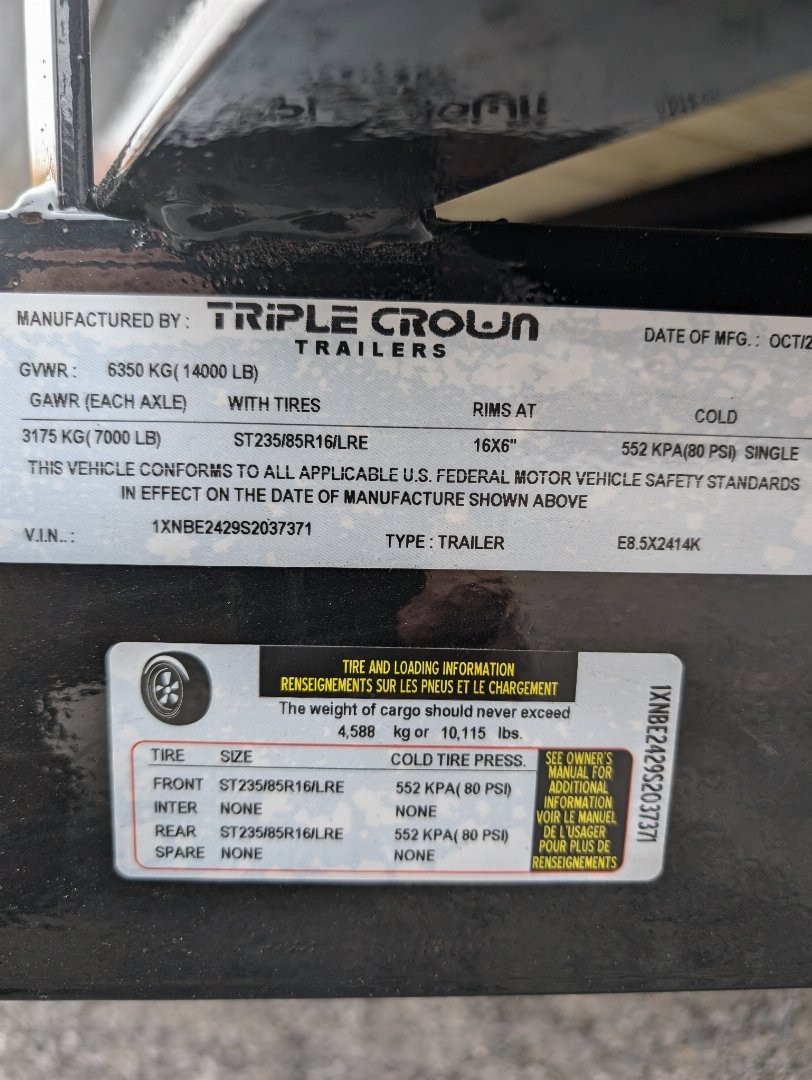 MANUFACTURED BY : TRIPLE CROWN
TRAILERS
DATE OF MFG. : OCT/2
GVWR : 6350 KG( 14000 LB)
GAWR (EACH AXLE) WITH TIRES RIMS AT COLD
3175 KG( 7000 LB) ST235/85R16/LRE 16X6" 552 KPA(80 PSI) SINGLE
THIS VEHICLE CONFORMS TO ALL APPLICABLE U.S. FEDERAL MOTOR VEHICLE SAFETY STANDARDS
IN EFFECT ON THE DATE OF MANUFACTURE SHOWN ABOVE
V.I.N.. : 1XNBE2429S2037371 TYPE : TRAILER E8.5X2414K
TIRE AND LOADING INFORMATION
RENSEIGNEMENTS SUR LES PNEUS ET LE CHARGEMENT
The weight of cargo should never exceed
4,588 kg or 10,115 lbs.
TIRE SIZE COLD TIRE PRESS.
FRONT ST235/85R16/LRE 552 KPA( 80 PSI)
INTER NONE NONE
REAR ST235/85R16/LRE 552 KPA( 80 PSI)
SPARE NONE NONE
SEE OWNER'S
MANUAL FOR
ADDITIONAL
INFORMATION
VOIR LE MANUEL
DE L'USAGER
POUR PLUS DE
RENSEIGNEMENTS
1XNBE2429S2037371